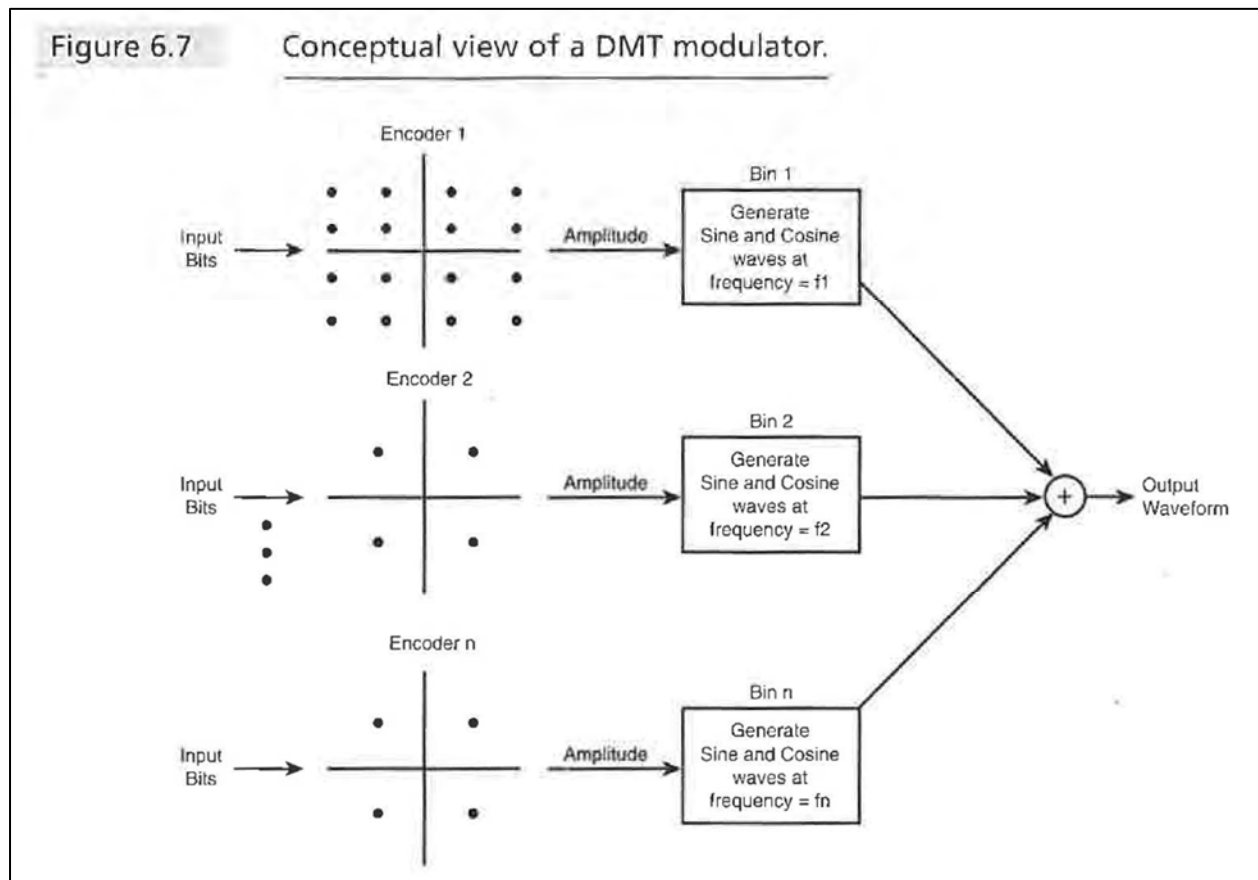 Figure 6.7 Conceptual view of a DMT modulator.
Encoder 1
Input
Bits
Amplitude
Bin 1
Generate
Sine and Cosine
waves at
frequency = f1
Encoder 2
Input
Bits
Amplitude
Bin 2
Generate
Sine and Cosine
waves at
frequency = f2
+
Output
Waveform
Encoder n
Input
Bits
Amplitude
Bin n
Generate
Sine and Cosine
waves at
frequency = fn